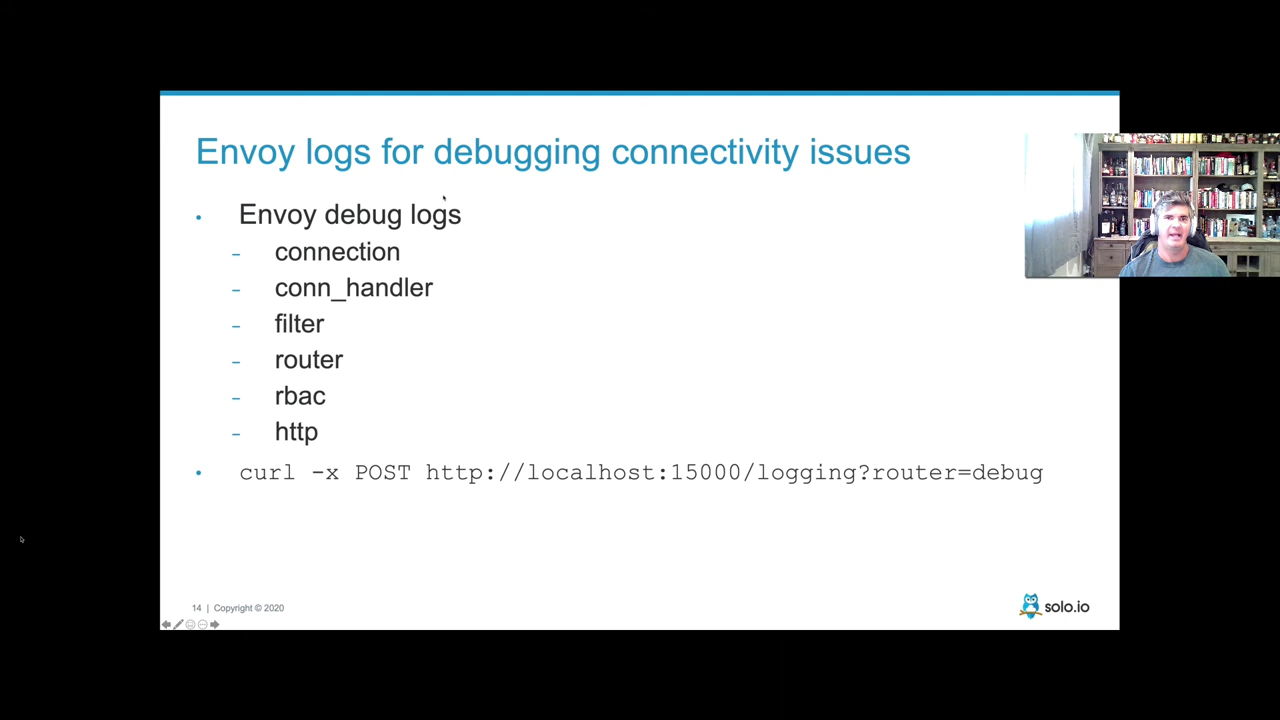 Envoy logs for debugging connectivity issues
• Envoy debug logs
– connection
– conn_handler
– filter
– router
– rbac
– http
• curl -x POST http://localhost:15000/logging?router=debug
14 | Copyright © 2020
solo.io